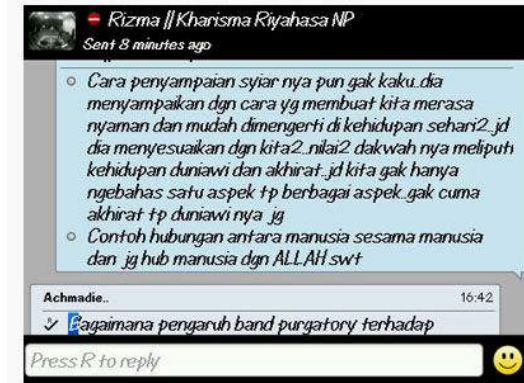 Rizma || Kharisma Riyahasa NP
Sent 8 minutes ago
Cara penyampaian syiar nya pun gak kaku..dia
menyampaikan dgn cara yg membuat kita merasa
nyaman dan mudah dimengerti di kehidupan sehari2..jd
dia menyesuaikan dgn kita2..nilai2 dakwah nya meliputi
kehidupan duniawi dan akhirat..jd kita gak hanya
ngebahas satu aspek tp berbagai aspek..gak cuma
akhirat tp duniawi nya jg
Contoh hubungan antara manusia sesama manusia
dan jg hub manusia dgn ALLAH swt
Achmadie.. 16:42
Bagaimana pengaruh band purgatory terhadap
Press R to reply